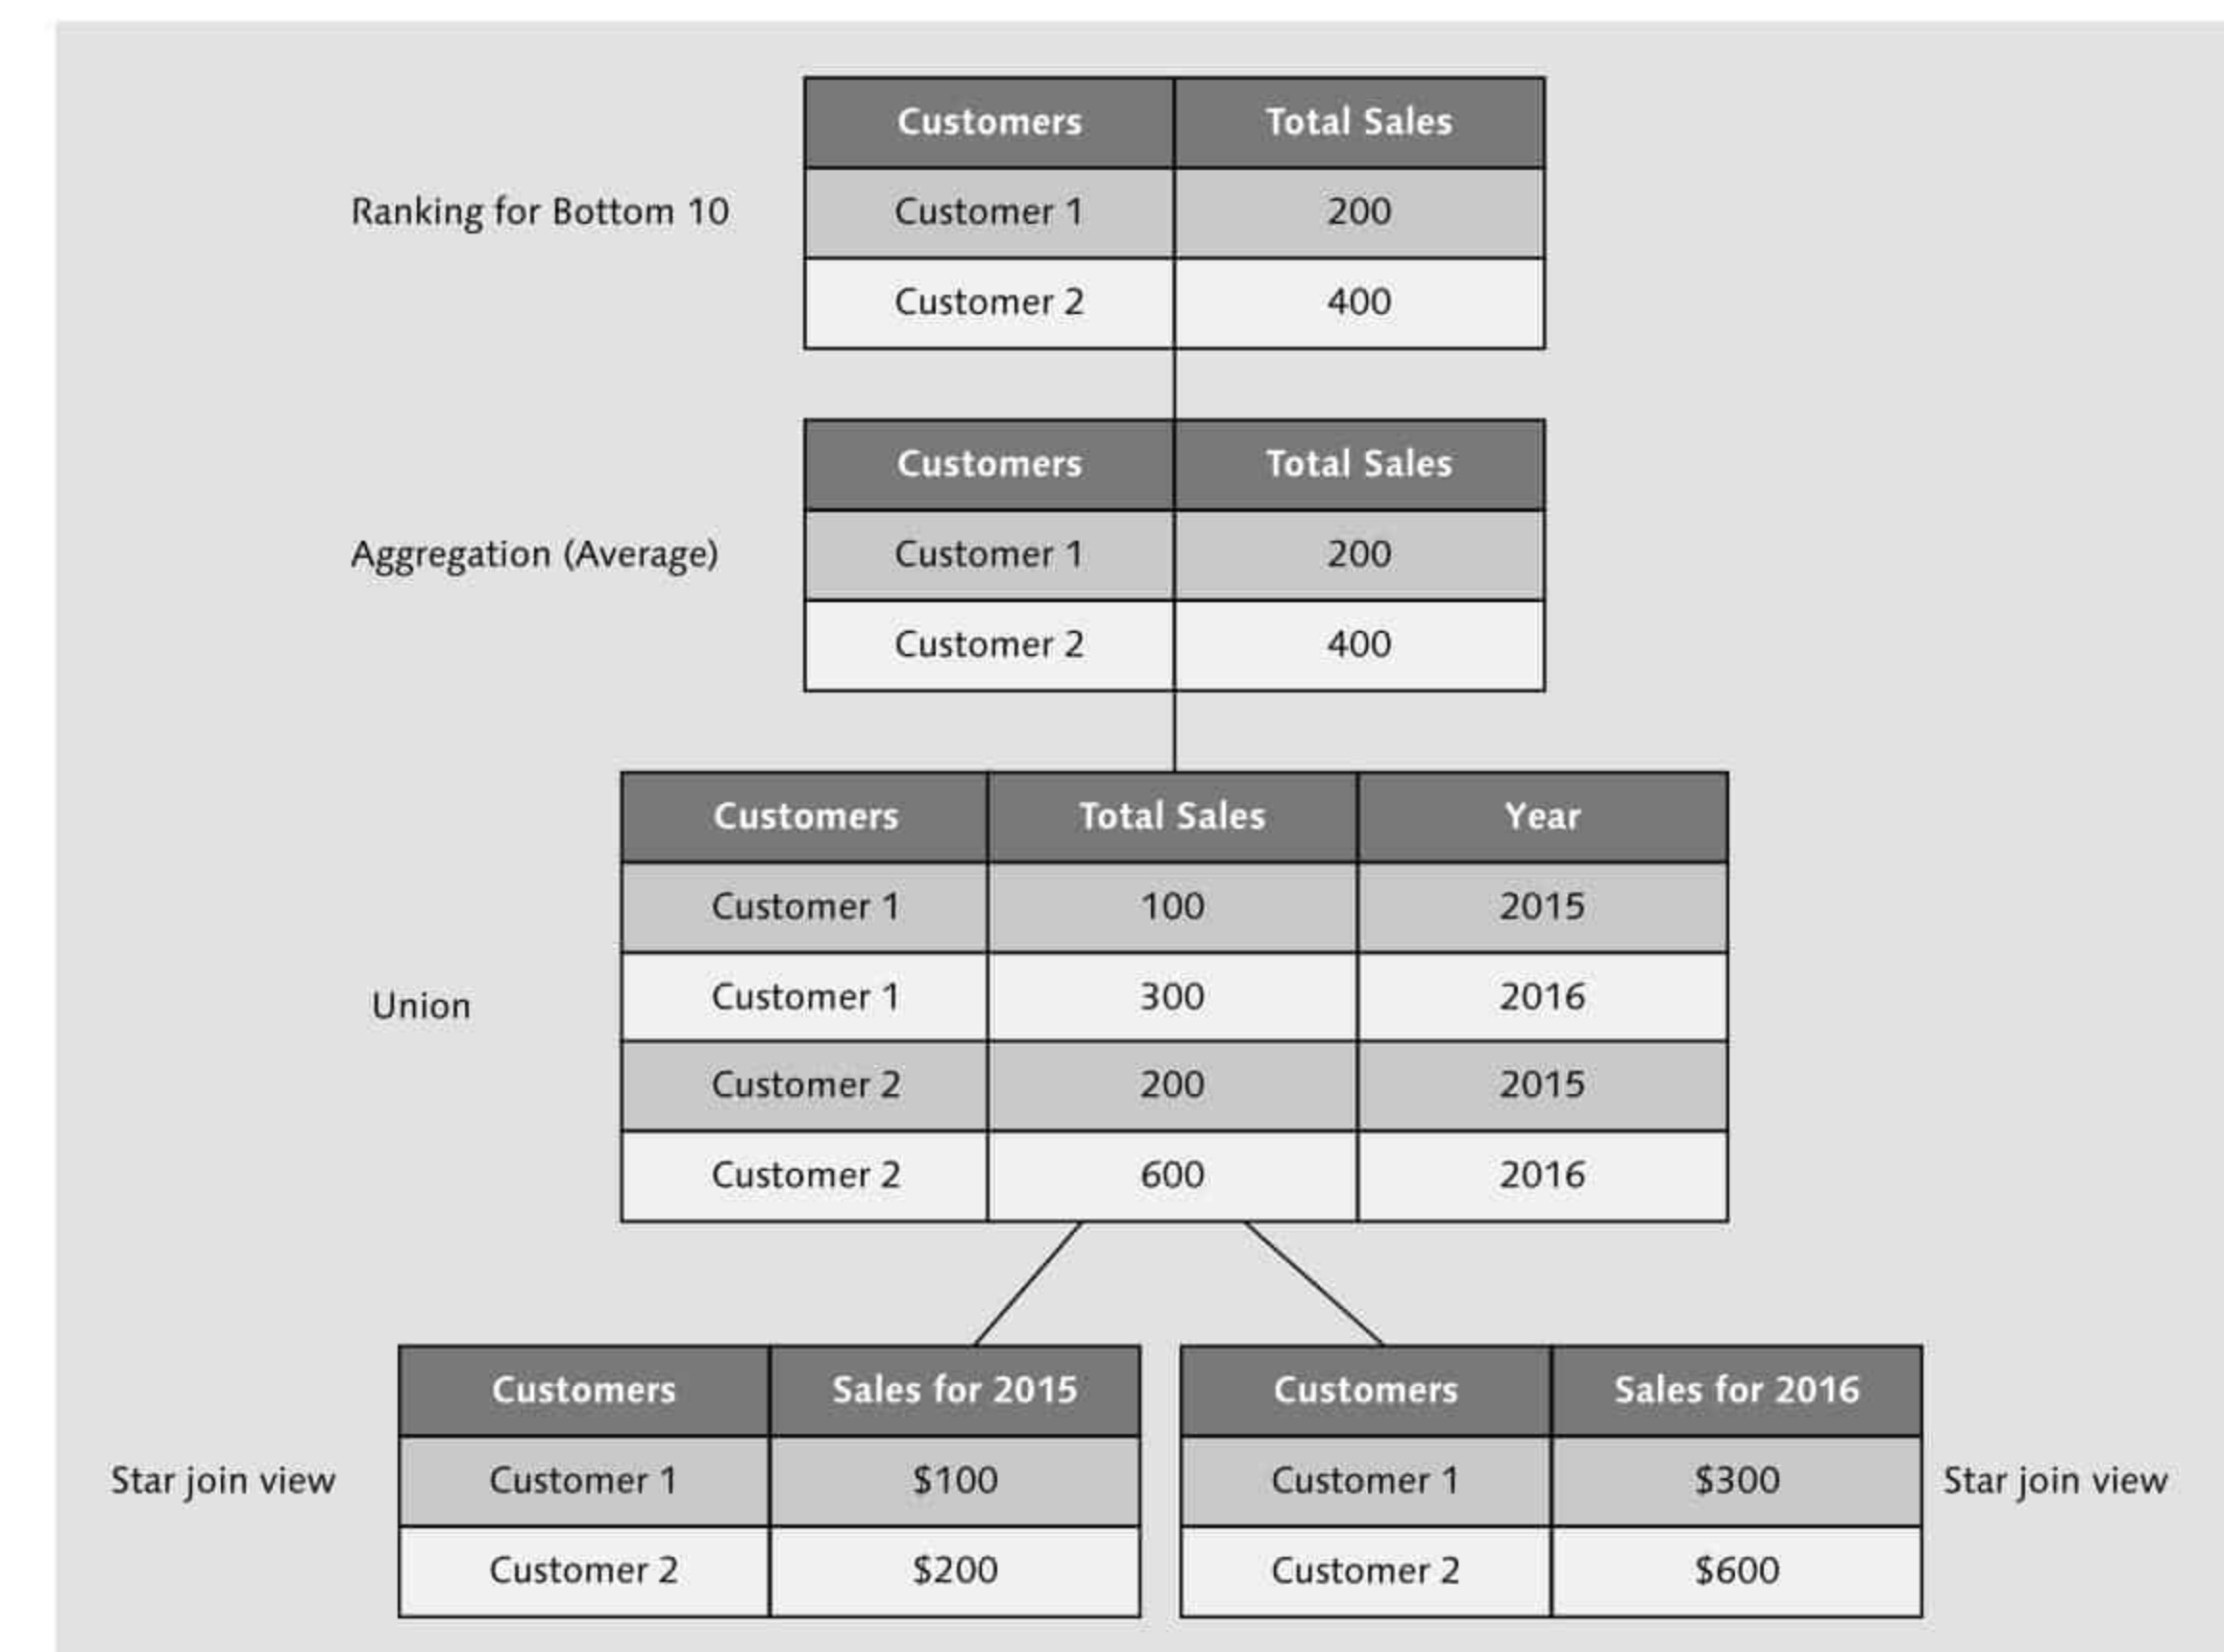 Customers Total Sales
Ranking for Bottom 10 Customer 1 200
Customer 2 400
Customers Total Sales
Aggregation (Average) Customer 1 200
Customer 2 400
Customers Total Sales Year
Customer 1 100 2015
Customer 1 300 2016
Union
Customer 2 200 2015
Customer 2 600 2016
Customers Sales for 2015 Customers Sales for 2016
Star join view Customer 1 $100 Customer 1 $300 Star join view
Customer 2 $200 Customer 2 $600